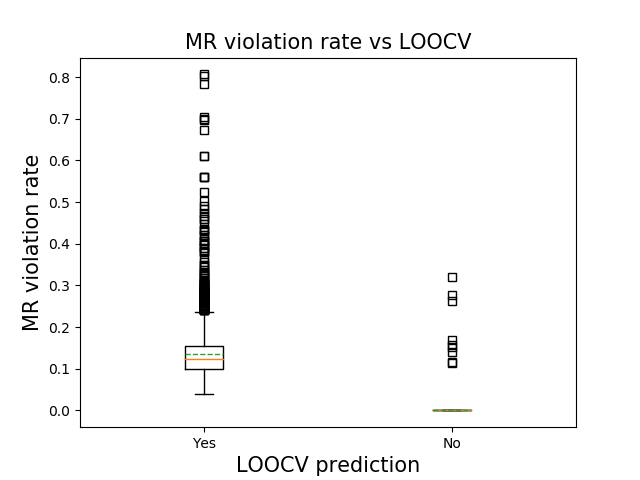 MR violation rate vs LOOCV
MR violation rate
0.8
0.7
0.6
0.5
0.4
0.3
0.2
0.1
0.0
Yes
No
LOOCV prediction